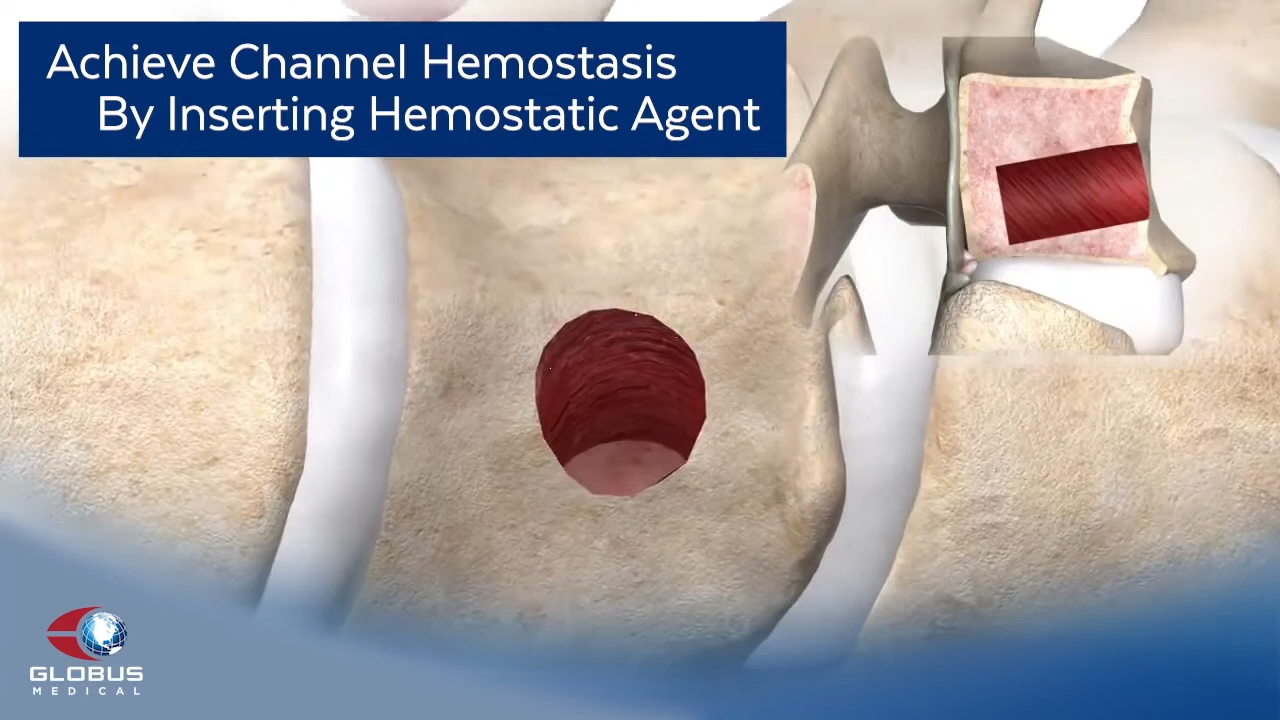 Achieve Channel Hemostasis
By Inserting Hemostatic Agent
GLOBUS
MEDICAL